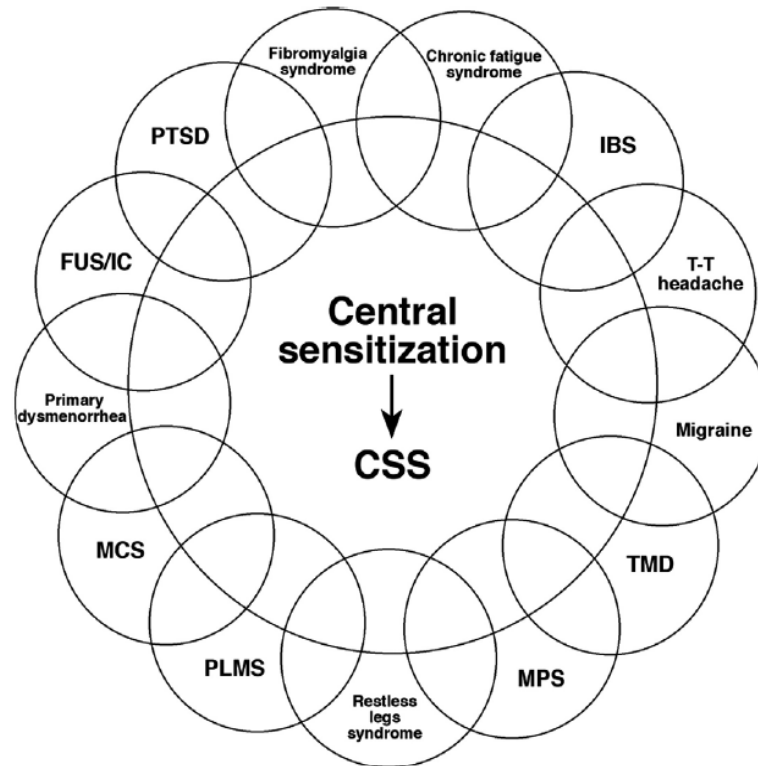 Fibromyalgia
syndrome
Chronic fatigue
syndrome
PTSD
IBS
FUS/IC
T-T
headache
Central
sensitization
CSS
Primary
dysmenorrhea
Migraine
MCS
TMD
PLMS
MPS
Restless
legs
syndrome